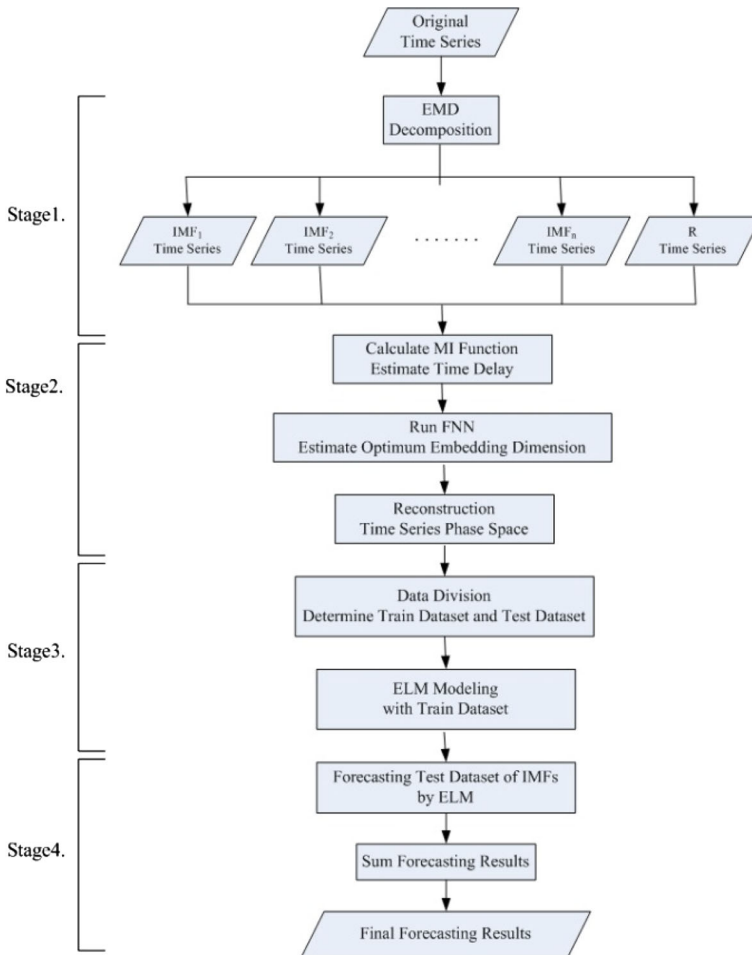 Original
Time Series
EMD
Decomposition
Stage1.
IMF₁
Time Series
IMF₂
Time Series
.......
IMFₙ
Time Series
R
Time Series
Calculate MI Function
Estimate Time Delay
Stage2.
Run FNN
Estimate Optimum Embedding Dimension
Reconstruction
Time Series Phase Space
Data Division
Determine Train Dataset and Test Dataset
Stage3.
ELM Modeling
with Train Dataset
Forecasting Test Dataset of IMFs
by ELM
Stage4.
Sum Forecasting Results
Final Forecasting Results